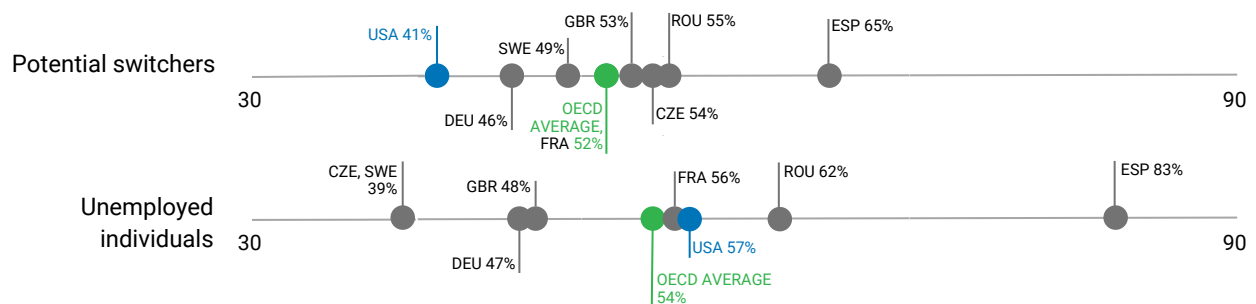 GBR 53%
ROU 55%
ESP 65%
USA 41%
SWE 49%
Potential switchers
30
90
DEU 46%
OECD
AVERAGE,
FRA 52%
CZE 54%
CZE, SWE
39%
GBR 48%
FRA 56%
ROU 62%
ESP 83%
Unemployed
individuals
30
90
DEU 47%
USA 57%
OECD AVERAGE
54%